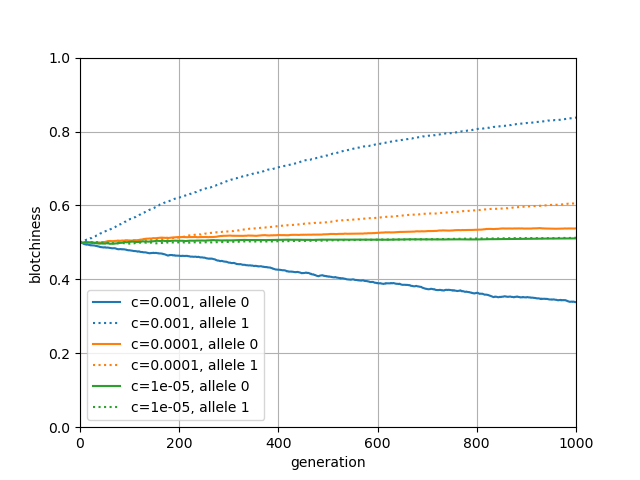 1.0
0.8
0.6
0.4
0.2
0.0
blotchiness
c=0.001, allele 0
c=0.001, allele 1
c=0.0001, allele 0
c=0.0001, allele 1
c=1e-05, allele 0
c=1e-05, allele 1
0 200 400 600 800 1000
generation